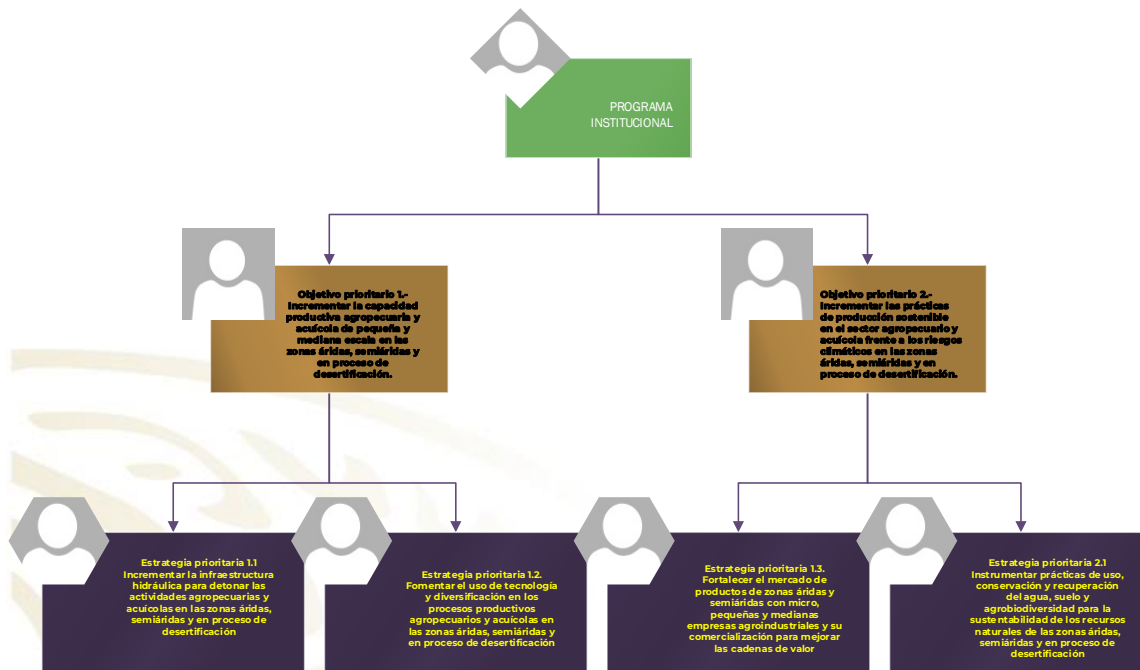 PROGRAMA
INSTITUCIONAL
Objetivo prioritario 1.-
Incrementar la capacidad
productiva agropecuaria y
acuícola de pequeña y
mediana escala en las
zonas áridas, semiáridas y
en proceso de
desertificación.
Objetivo prioritario 2.-
Incrementar las prácticas
de producción sostenible
en el sector agropecuario y
acuícola frente a los riesgos
climáticos en las zonas
áridas, semiáridas y en
proceso de desertificación.
Estrategia prioritaria 1.1
Incrementar la infraestructura
hidráulica para detonar las
actividades agropecuarias y
acuícolas en las zonas áridas,
semiáridas y en proceso de
desertificación
Estrategia prioritaria 1.2.
Fomentar el uso de tecnología
y diversificación en los
procesos productivos
agropecuarios y acuícolas en
las zonas áridas, semiáridas y
en proceso de desertificación
Estrategia prioritaria 1.3.
Fortalecer el mercado de
productos de zonas áridas y
semiáridas con micro,
pequeñas y medianas
empresas agroindustriales y su
comercialización para mejorar
las cadenas de valor
Estrategia prioritaria 2.1
Instrumentar prácticas de uso,
conservación y recuperación
del agua, suelo y
agrobiodiversidad para la
sustentabilidad de los recursos
naturales de las zonas áridas,
semiáridas y en proceso de
desertificación